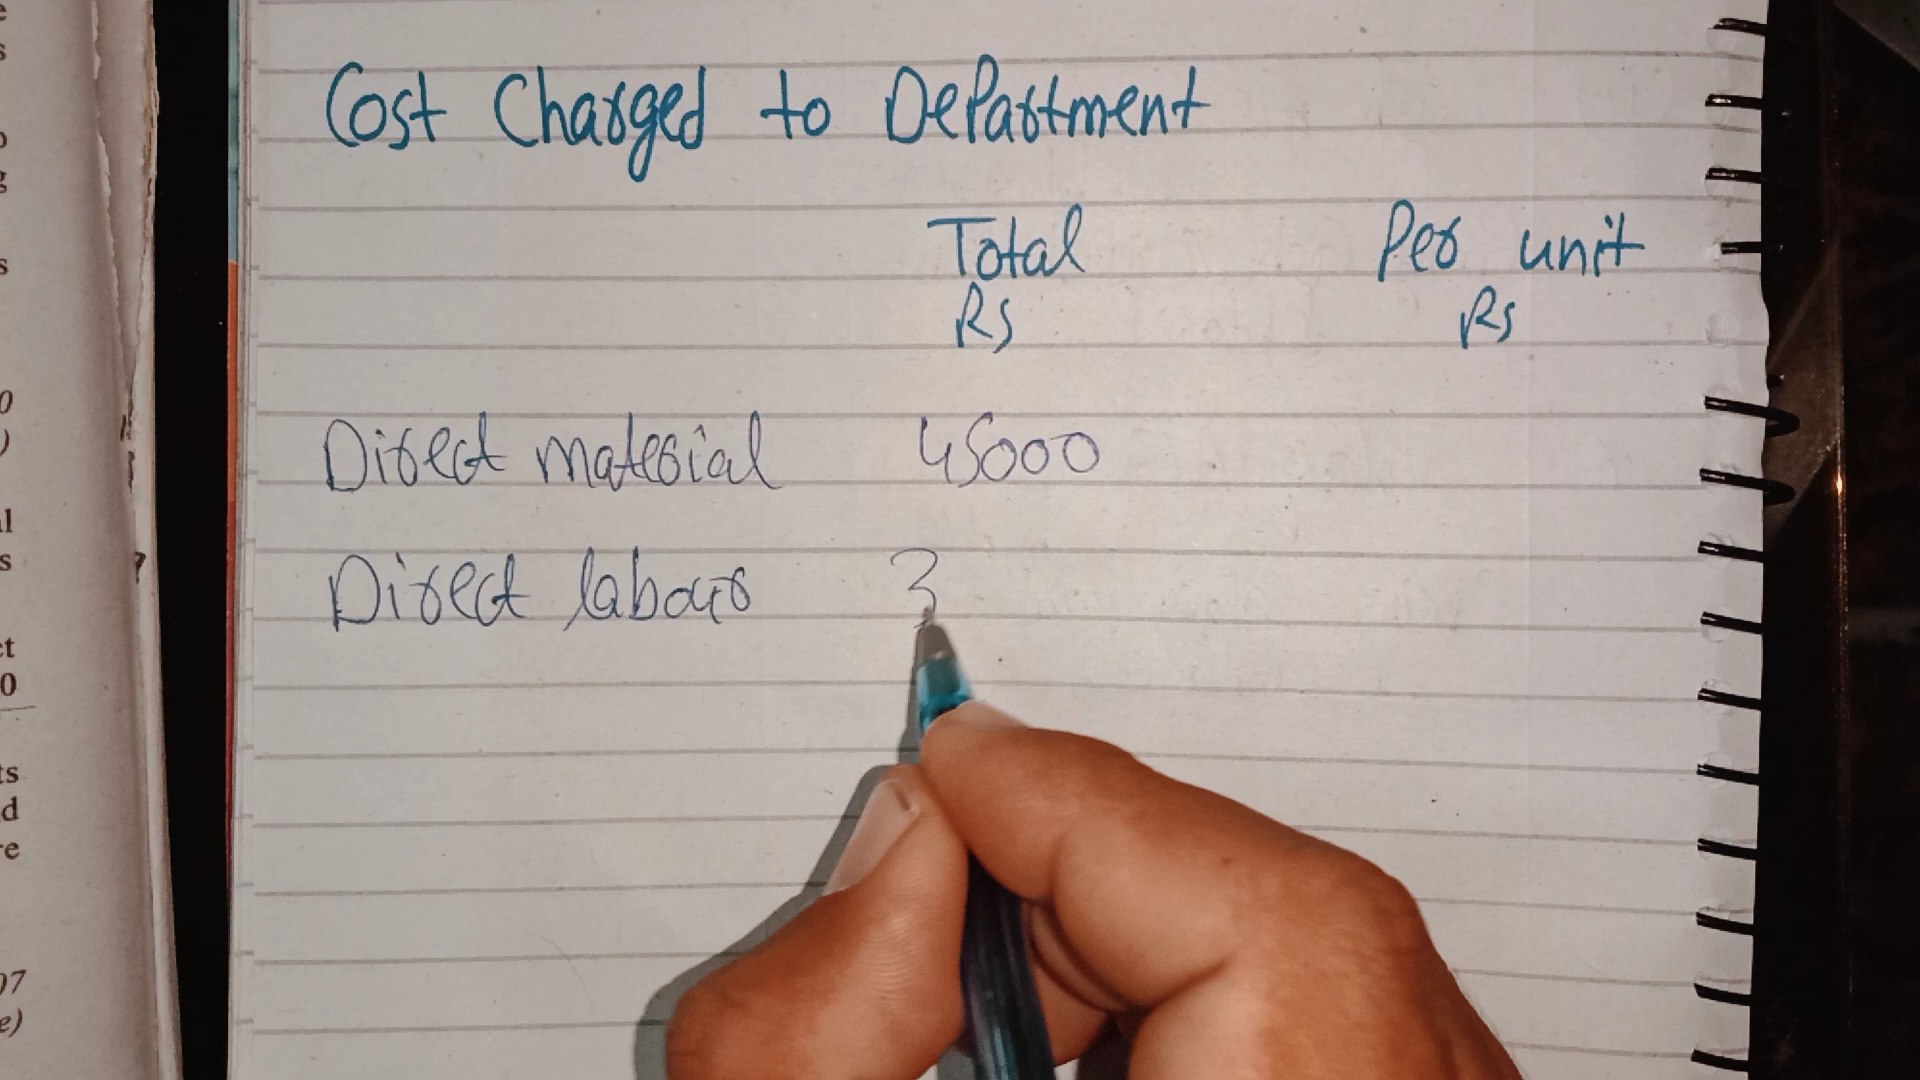 Cost Charged to Department
Total Per unit
Rs Rs
Direct material 45000
Direct labour 3